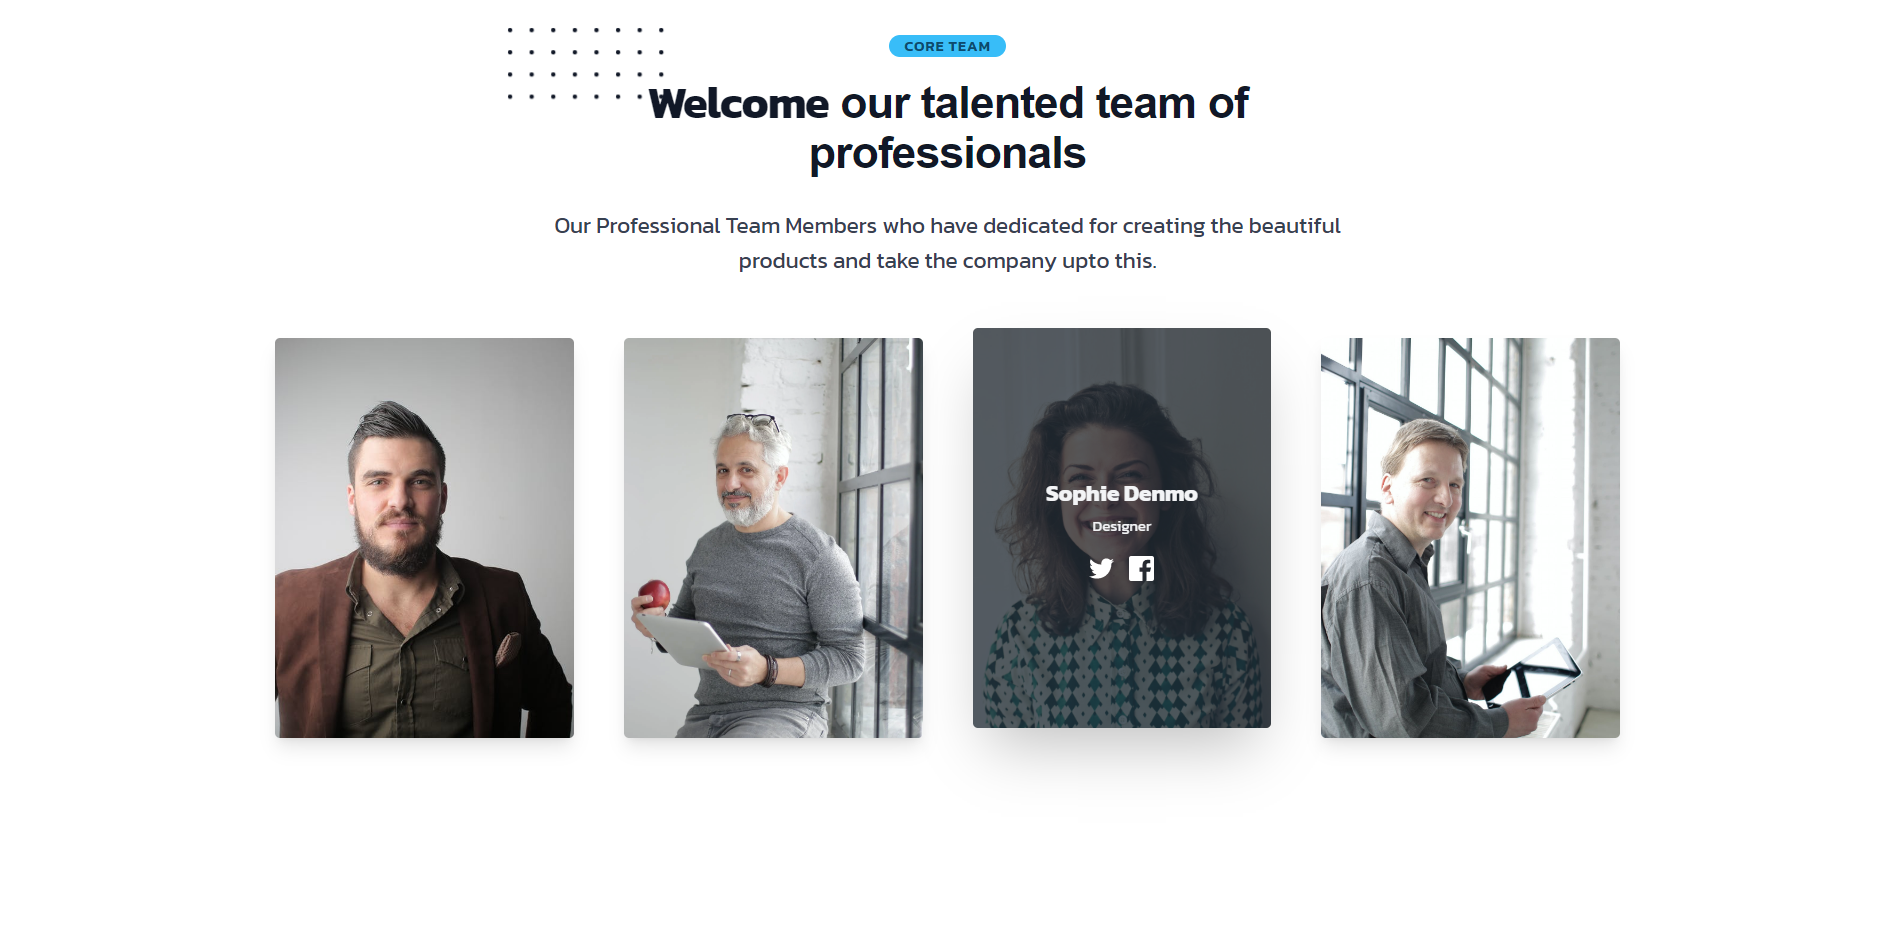 CORE TEAM
Welcome our talented team of
professionals
Our Professional Team Members who have dedicated for creating the beautiful
products and take the company upto this.
Sophie Denmo
Designer